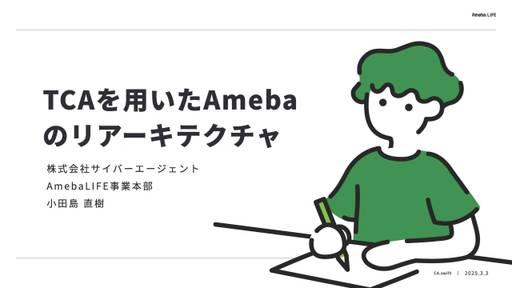 Ameba LIFE
TCAを用いたAmeba
のリアーキテクチャ
株式会社サイバーエージェント
AmebaLIFE事業本部
小田島 直樹
CA.swift | 2025.3.3